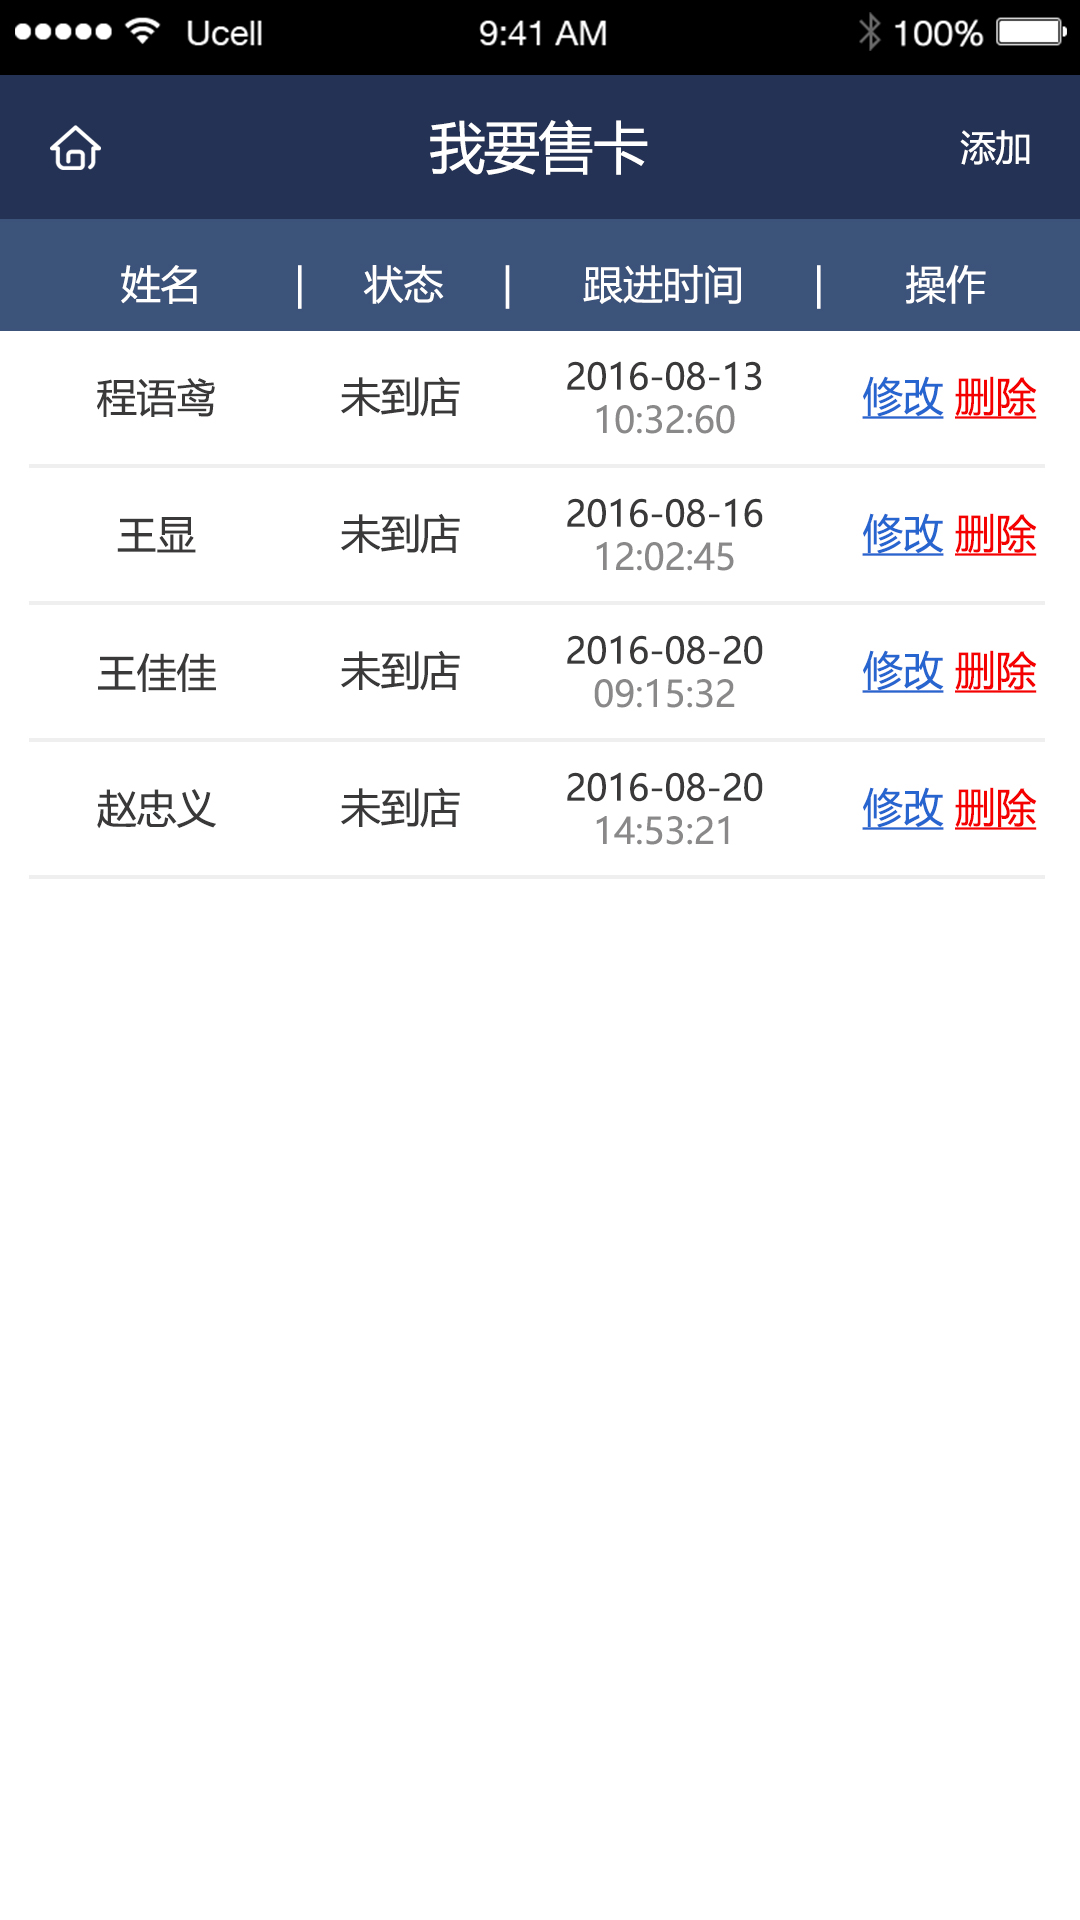 Ucell 9:41 AM 100%
我要售卡 添加
姓名 | 状态 | 跟进时间 | 操作
程语鸢 未到店 2016-08-13 修改 删除
10:32:60
王显 未到店 2016-08-16 修改 删除
12:02:45
王佳佳 未到店 2016-08-20 修改 删除
09:15:32
赵忠义 未到店 2016-08-20 修改 删除
14:53:21